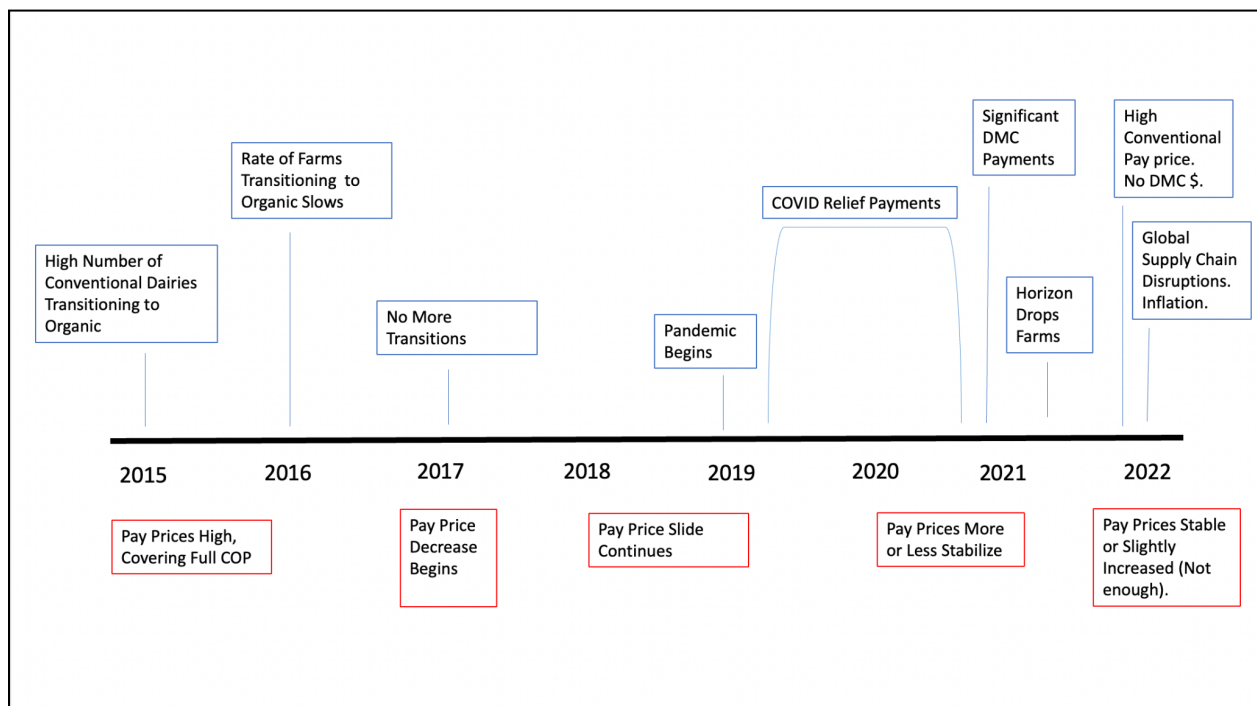 High Number of
Conventional Dairies
Transitioning to
Organic
Rate of Farms
Transitioning to
Organic Slows
No More
Transitions
Pandemic
Begins
COVID Relief Payments
Significant
DMC
Payments
Horizon
Drops
Farms
High
Conventional
Pay price.
No DMC $.
Global
Supply Chain
Disruptions.
Inflation.
2015 2016 2017 2018 2019 2020 2021 2022
Pay Prices High,
Covering Full COP
Pay Price
Decrease
Begins
Pay Price Slide
Continues
Pay Prices More
or Less Stabilize
Pay Prices Stable
or Slightly
Increased (Not
enough).